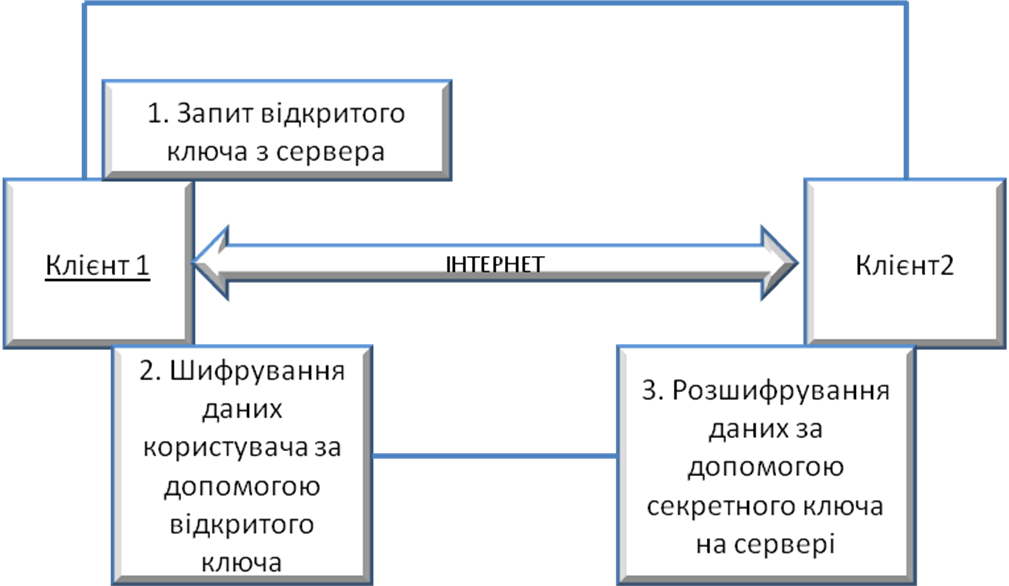 1. Запит відкритого
ключа з сервера
Клієнт 1
ІНТЕРНЕТ
Клієнт2
2. Шифрування
даних
користувача за
допомогою
відкритого
ключа
3. Розшифрування
даних за
допомогою
секретного ключа
на сервері